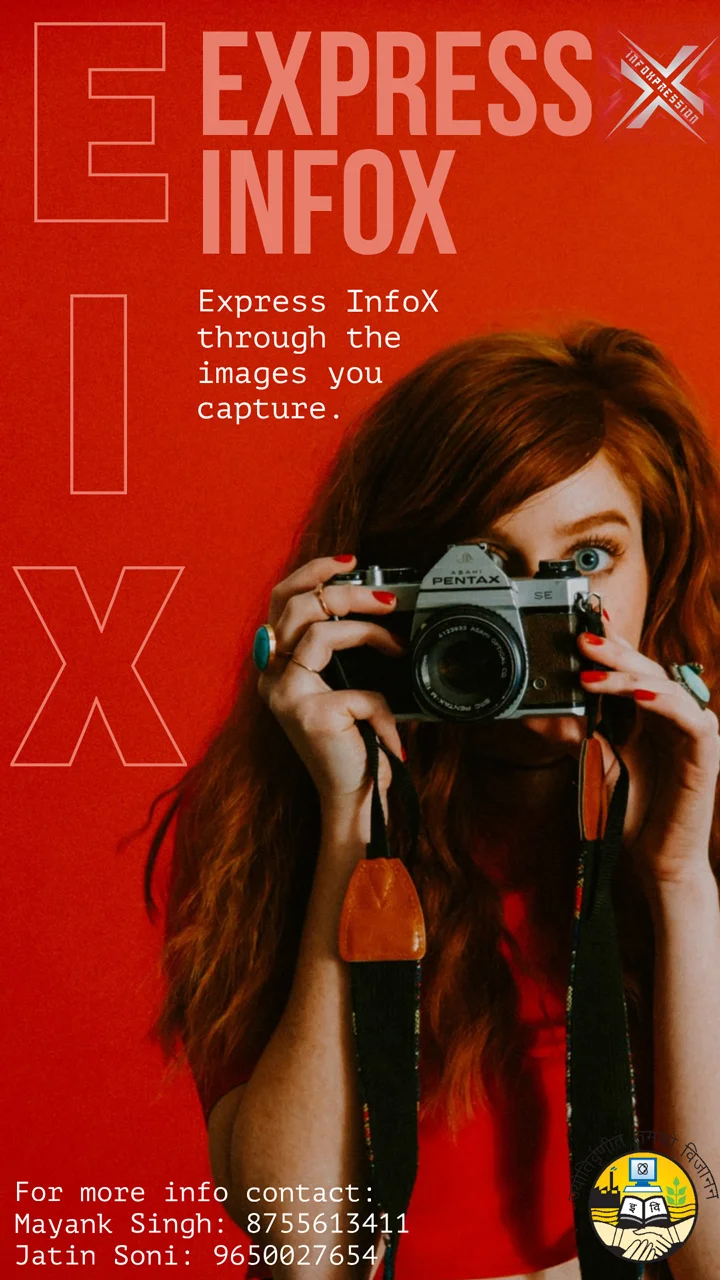 E
I
X
EXPRESS
INFOX
INFOXPRESSION
Express InfoX
through the
images you
capture.
ASAHI
PENTAX
SE
For more info contact:
Mayank Singh: 8755613411
Jatin Soni: 9650027654
इ वि